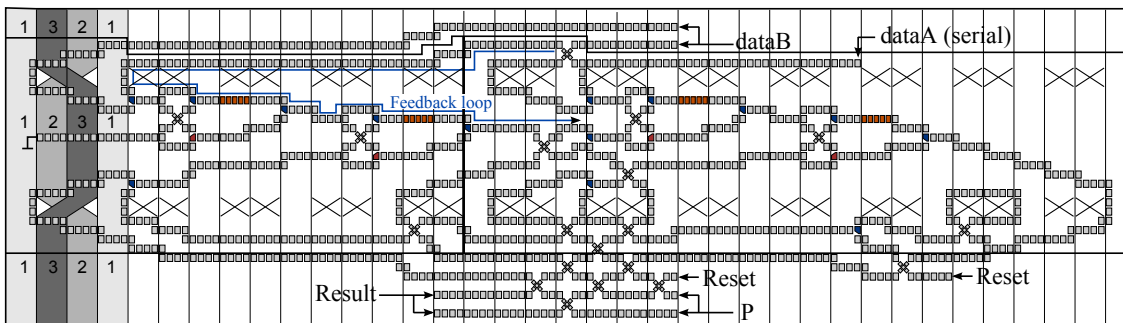 1 3 2 1
dataB
dataA (serial)
Feedback loop
1 2 3 1
1 3 2 1
Reset
Reset
Result
P